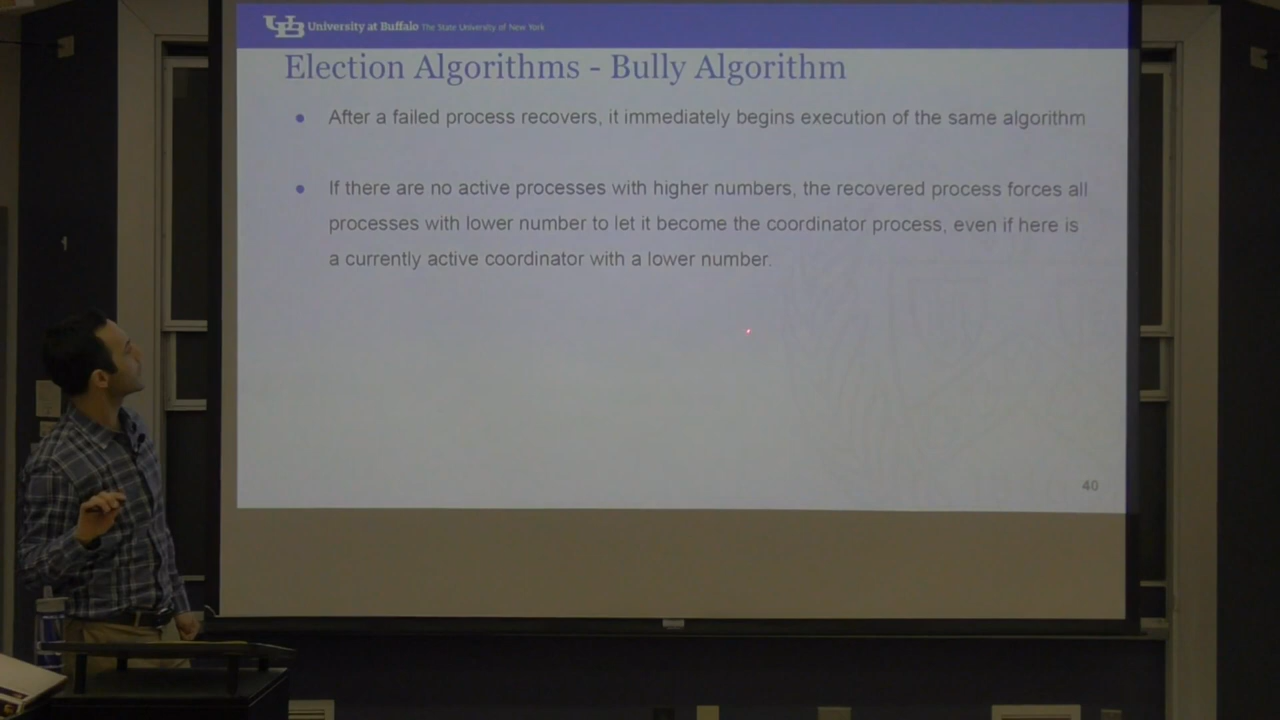 University at Buffalo The State University of New York
Election Algorithms - Bully Algorithm
After a failed process recovers, it immediately begins execution of the same algorithm
If there are no active processes with higher numbers, the recovered process forces all
processes with lower number to let it become the coordinator process, even if here is
a currently active coordinator with a lower number.
40